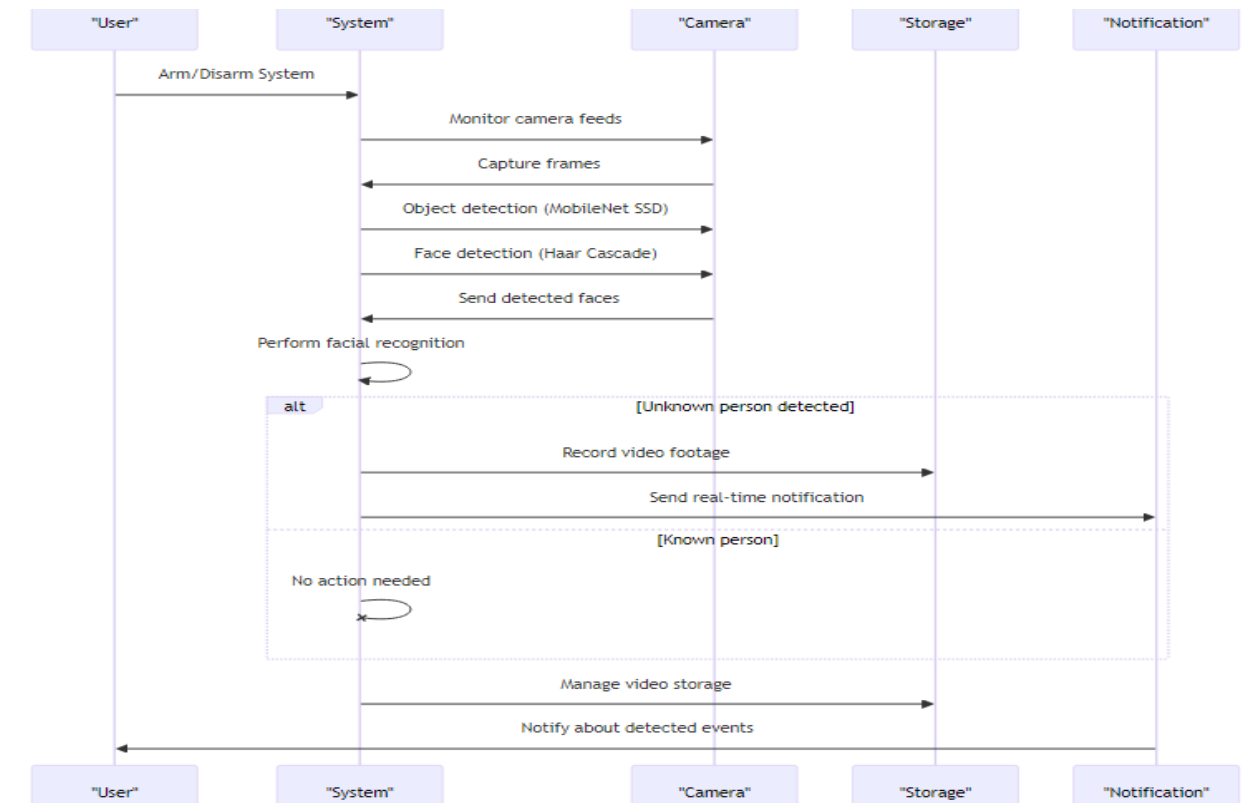 "User" "System" "Camera" "Storage" "Notification"
Arm/Disarm System
Monitor camera feeds
Capture frames
Object detection (MobileNet SSD)
Face detection (Haar Cascade)
Send detected faces
Perform facial recognition
alt [Unknown person detected]
Record video footage
Send real-time notification
[Known person]
No action needed
Manage video storage
Notify about detected events
"User" "System" "Camera" "Storage" "Notification"